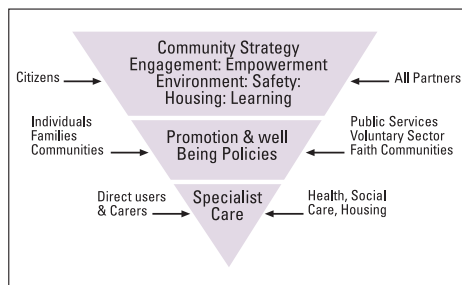 Community Strategy
Engagement: Empowerment
Environment: Safety:
Housing: Learning
Citizens
All Partners
Individuals
Families
Communities
Promotion & well
Being Policies
Public Services
Voluntary Sector
Faith Communities
Direct users
& Carers
Specialist
Care
Health, Social
Care, Housing